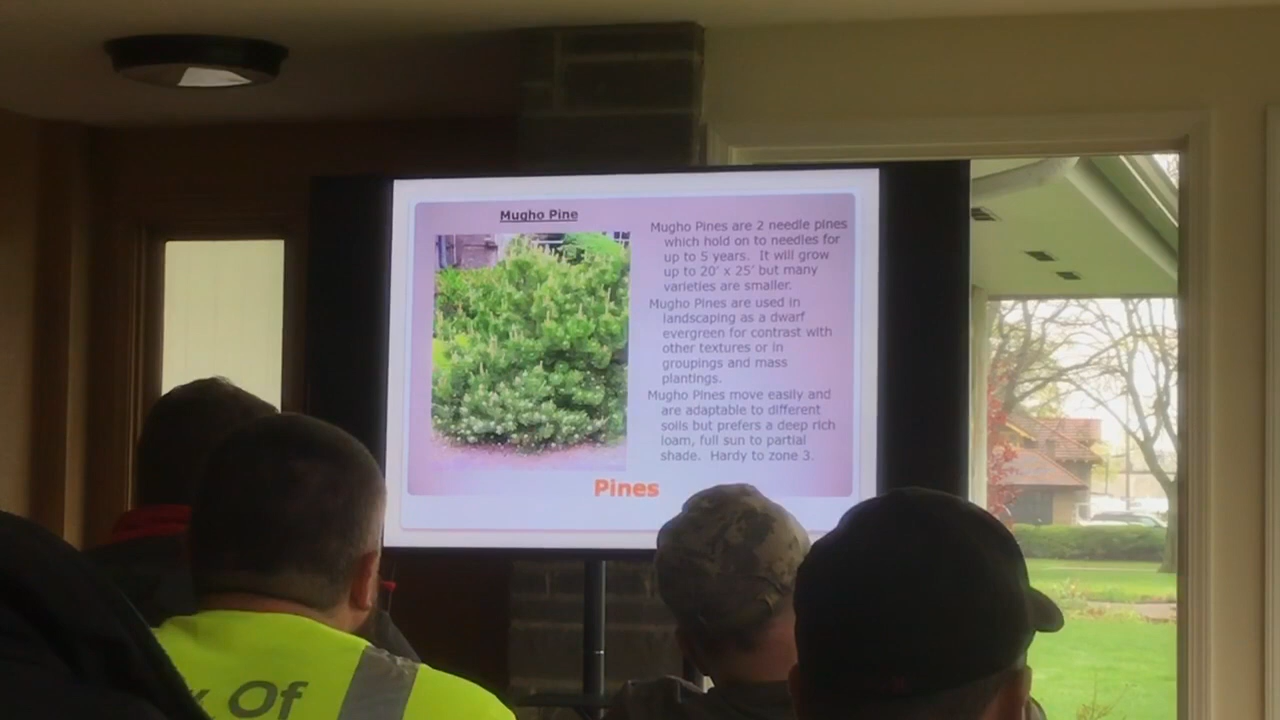 Mugho Pine
Mugho Pines are 2 needle pines
which hold on to needles for
up to 5 years. It will grow
up to 20' x 25' but many
varieties are smaller.
Mugho Pines are used in
landscaping as a dwarf
evergreen for contrast with
other textures or in
groupings and mass
plantings.
Mugho Pines move easily and
are adaptable to different
soils but prefers a deep rich
loam, full sun to partial
shade. Hardy to zone 3.
Pines
Of